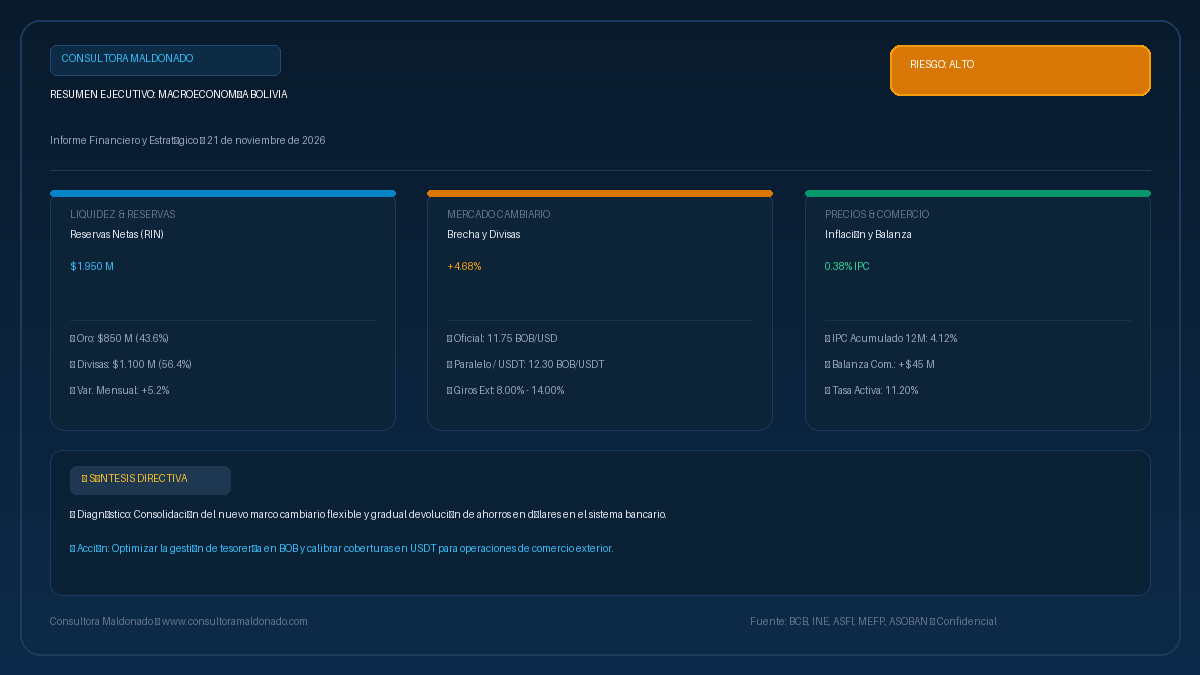 CONSULTORA MALDONADO
RIESGO: ALTO
RESUMEN EJECUTIVO: MACROECONOM▯A BOLIVIA
Informe Financiero y Estrat▯gico ▯ 21 de noviembre de 2026
LIQUIDEZ & RESERVAS
Reservas Netas (RIN)
$1.950 M
▯ Oro: $850 M (43.6%)
▯ Divisas: $1.100 M (56.4%)
▯ Var. Mensual: +5.2%
MERCADO CAMBIARIO
Brecha y Divisas
+4.68%
▯ Oficial: 11.75 BOB/USD
▯ Paralelo / USDT: 12.30 BOB/USDT
▯ Giros Ext: 8.00% - 14.00%
PRECIOS & COMERCIO
Inflaci▯n y Balanza
0.38% IPC
▯ IPC Acumulado 12M: 4.12%
▯ Balanza Com.: +$45 M
▯ Tasa Activa: 11.20%
▯ S▯NTESIS DIRECTIVA
▯ Diagn▯stico: Consolidaci▯n del nuevo marco cambiario flexible y gradual devoluci▯n de ahorros en d▯lares en el sistema bancario.
▯ Acci▯n: Optimizar la gesti▯n de tesorer▯a en BOB y calibrar coberturas en USDT para operaciones de comercio exterior.
Consultora Maldonado ▯ www.consultoramaldonado.com
Fuente: BCB, INE, ASFI, MEFP, ASOBAN ▯ Confidencial